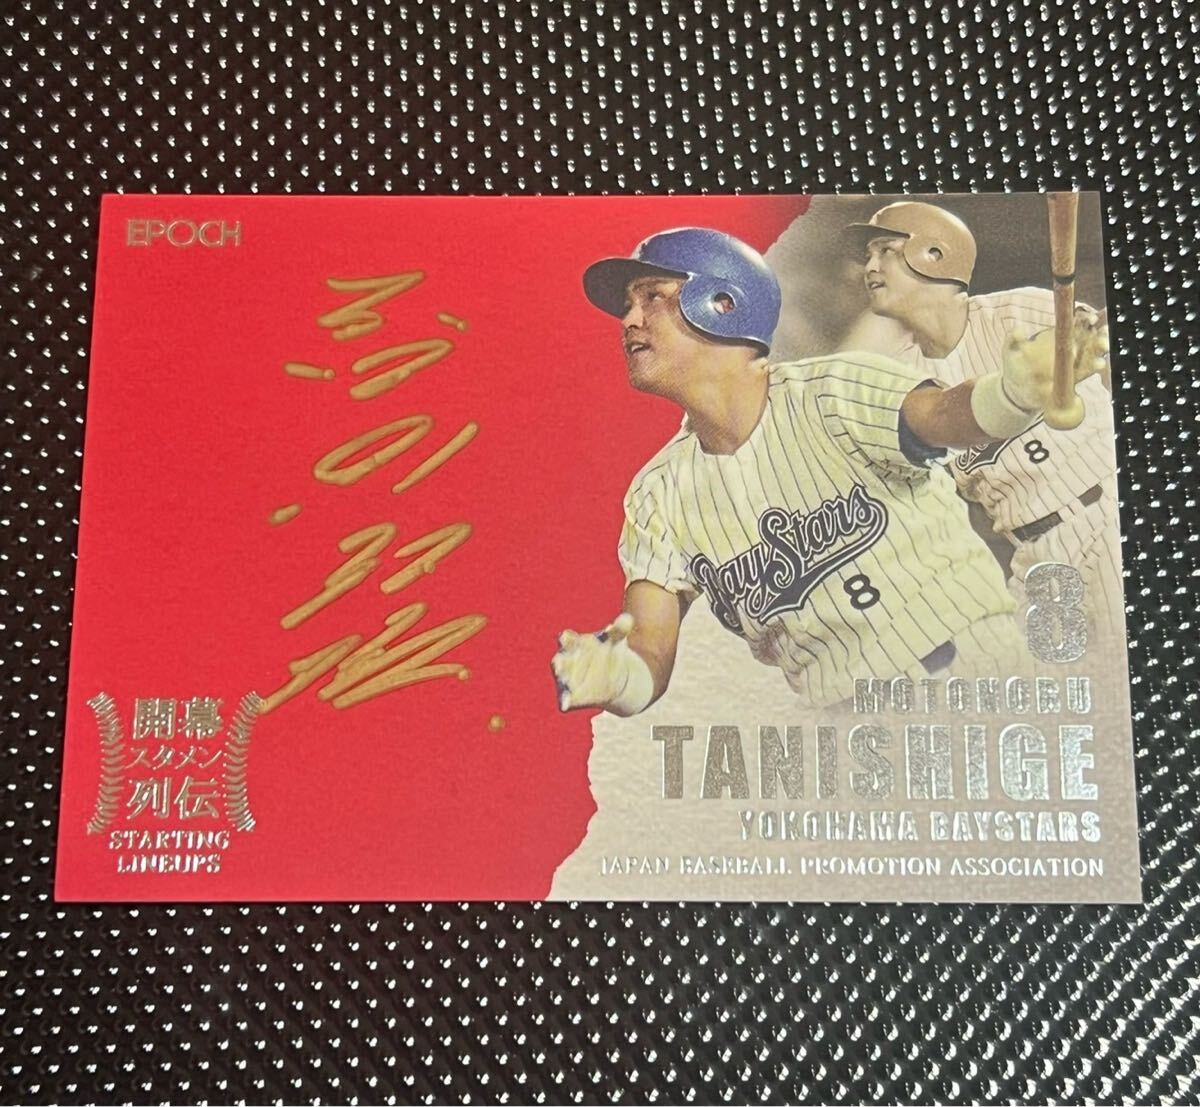 EPOCH
BayStars
8
8
8
MOTONOBU
TANISHIGE
YOKOHAMA BAYSTARS
JAPAN BASEBALL PROMOTION ASSOCIATION
開幕
スタメン
列伝
STARTING
LINEUPS